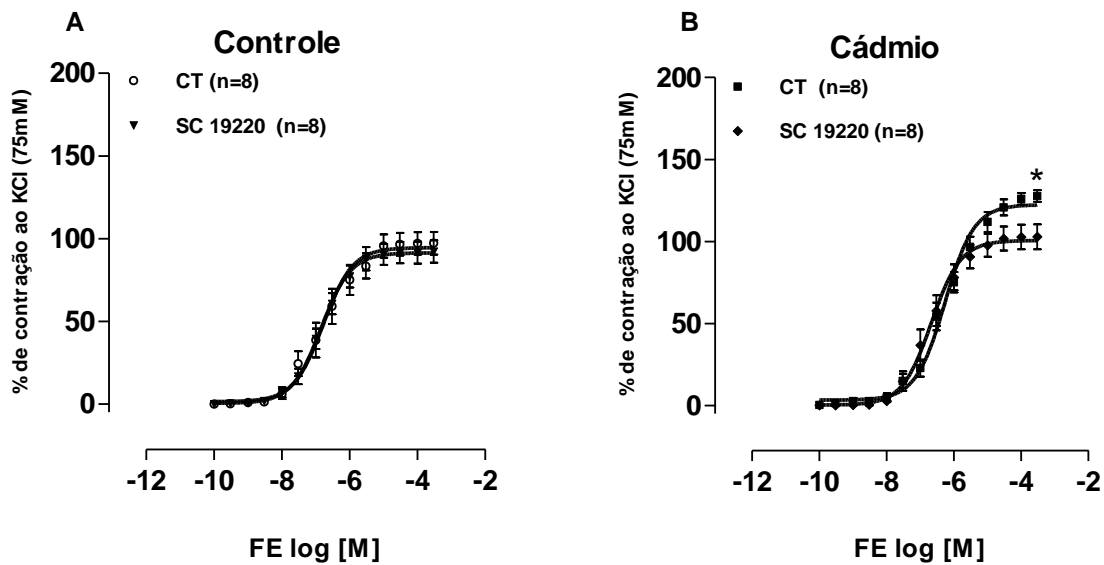 A
Controle
% de contração ao KCl (75mM)
200
150
100
50
0
CT (n=8)
SC 19220 (n=8)
-12 -10 -8 -6 -4 -2
FE log [M]
B
Cádmio
% de contração ao KCl (75mM)
200
150
100
50
0
CT (n=8)
SC 19220 (n=8)
*
-12 -10 -8 -6 -4 -2
FE log [M]